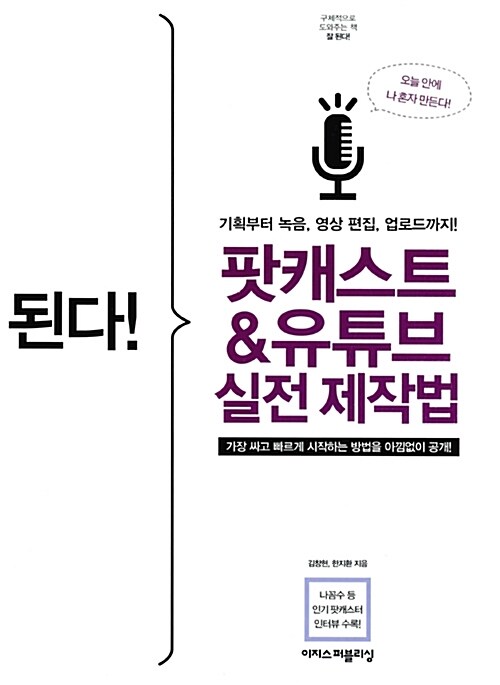 구체적으로
도와주는 책
잘 된다!
오늘 안에
나 혼자 만든다!
기획부터 녹음, 영상 편집, 업로드까지!
된다!
팟캐스트
&유튜브
실전 제작법
가장 싸고 빠르게 시작하는 방법을 아낌없이 공개!
김창현, 한지환 지음
나꼼수 등
인기 팟캐스터
인터뷰 수록!
이지스퍼블리싱